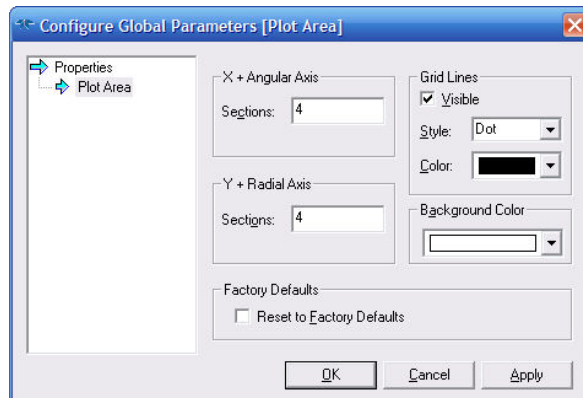 Configure Global Parameters [Plot Area]
Properties
Plot Area
X + Angular Axis
Sections: 4
Y + Radial Axis
Sections: 4
Grid Lines
Visible
Style: Dot
Color:
Background Color
Factory Defaults
Reset to Factory Defaults
OK
Cancel
Apply